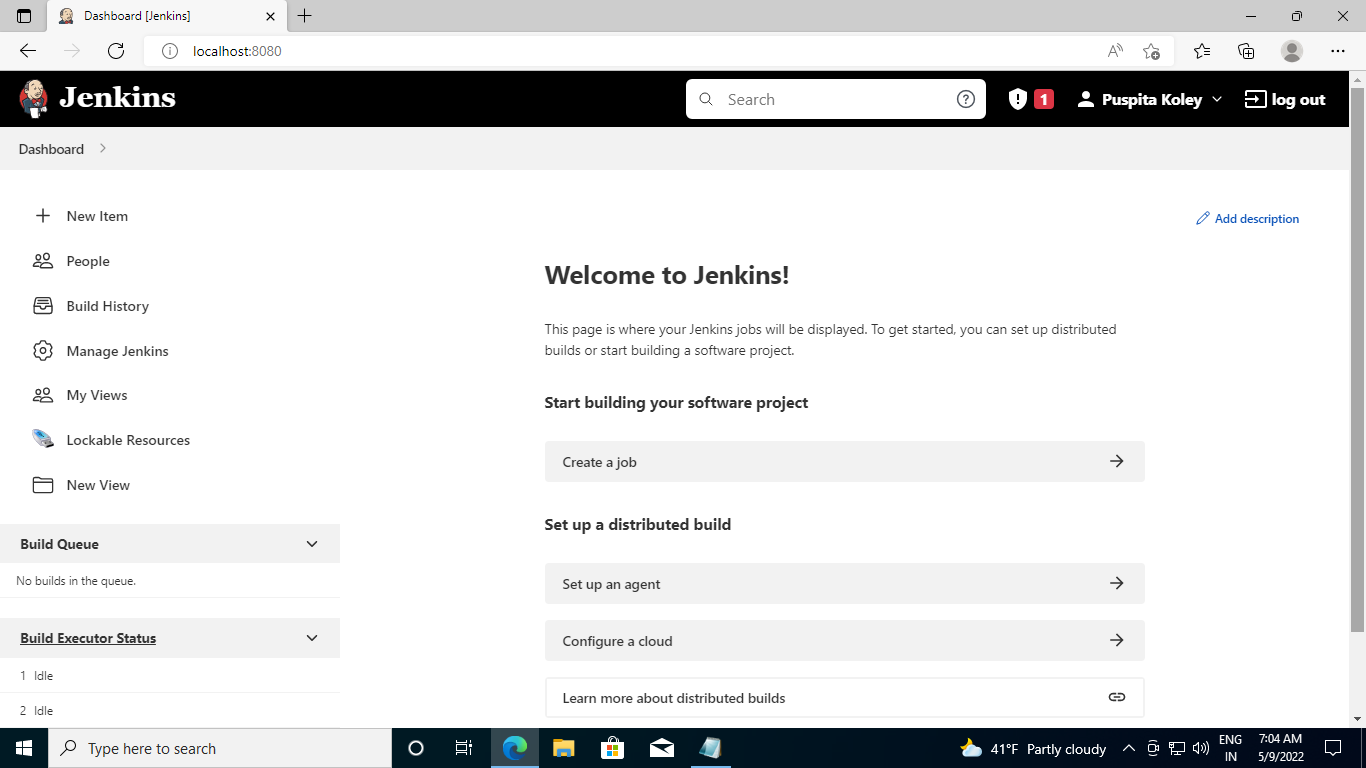 Dashboard [Jenkins]
localhost:8080
Jenkins
Search
1
Puspita Koley
log out
Dashboard
New Item
People
Build History
Manage Jenkins
My Views
Lockable Resources
New View
Build Queue
No builds in the queue.
Build Executor Status
1 Idle
2 Idle
Add description
Welcome to Jenkins!
This page is where your Jenkins jobs will be displayed. To get started, you can set up distributed
builds or start building a software project.
Start building your software project
Create a job
Set up a distributed build
Set up an agent
Configure a cloud
Learn more about distributed builds
Type here to search
41°F Partly cloudy
ENG
IN
7:04 AM
5/9/2022